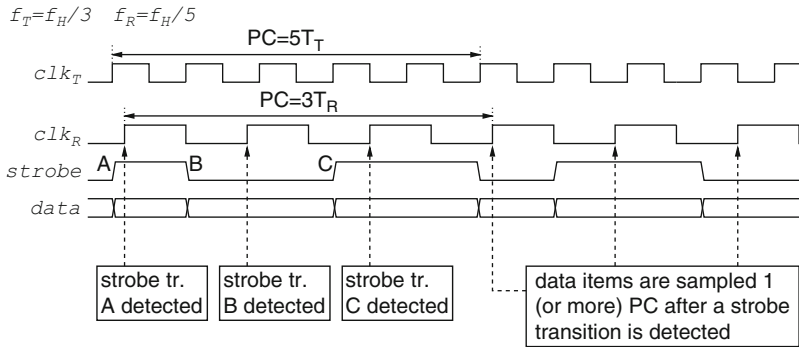 f_T=f_H/3 f_R=f_H/5
PC=5T_T
clk_T
PC=3T_R
clk_R
A B C
strobe
data
strobe tr.
A detected
strobe tr.
B detected
strobe tr.
C detected
data items are sampled 1
(or more) PC after a strobe
transition is detected